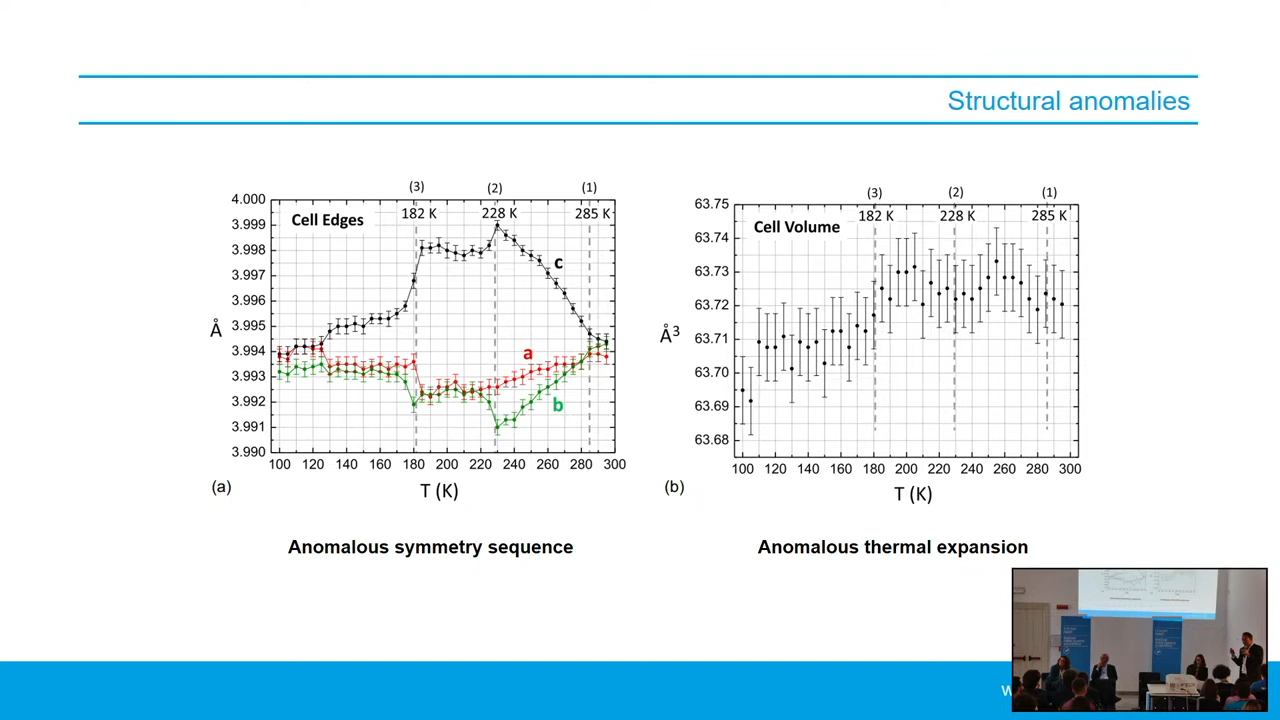 Structural anomalies
(3) (2) (1)
182 K 228 K 285 K
Cell Edges
4.000
3.999
3.998
3.997
3.996
3.995
3.994
3.993
3.992
3.991
3.990
Å
c
a
b
100 120 140 160 180 200 220 240 260 280 300
T (K)
(a)
(3) (2) (1)
182 K 228 K 285 K
Cell Volume
63.75
63.74
63.73
63.72
63.71
63.70
63.69
63.68
Å3
100 120 140 160 180 200 220 240 260 280 300
T (K)
(b)
Anomalous symmetry sequence
Anomalous thermal expansion